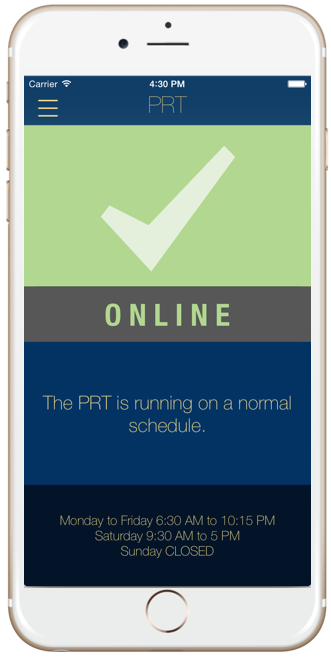 Carrier 4:30 PM
PRT
ONLINE
The PRT is running on a normal
schedule.
Monday to Friday 6:30 AM to 10:15 PM
Saturday 9:30 AM to 5 PM
Sunday CLOSED